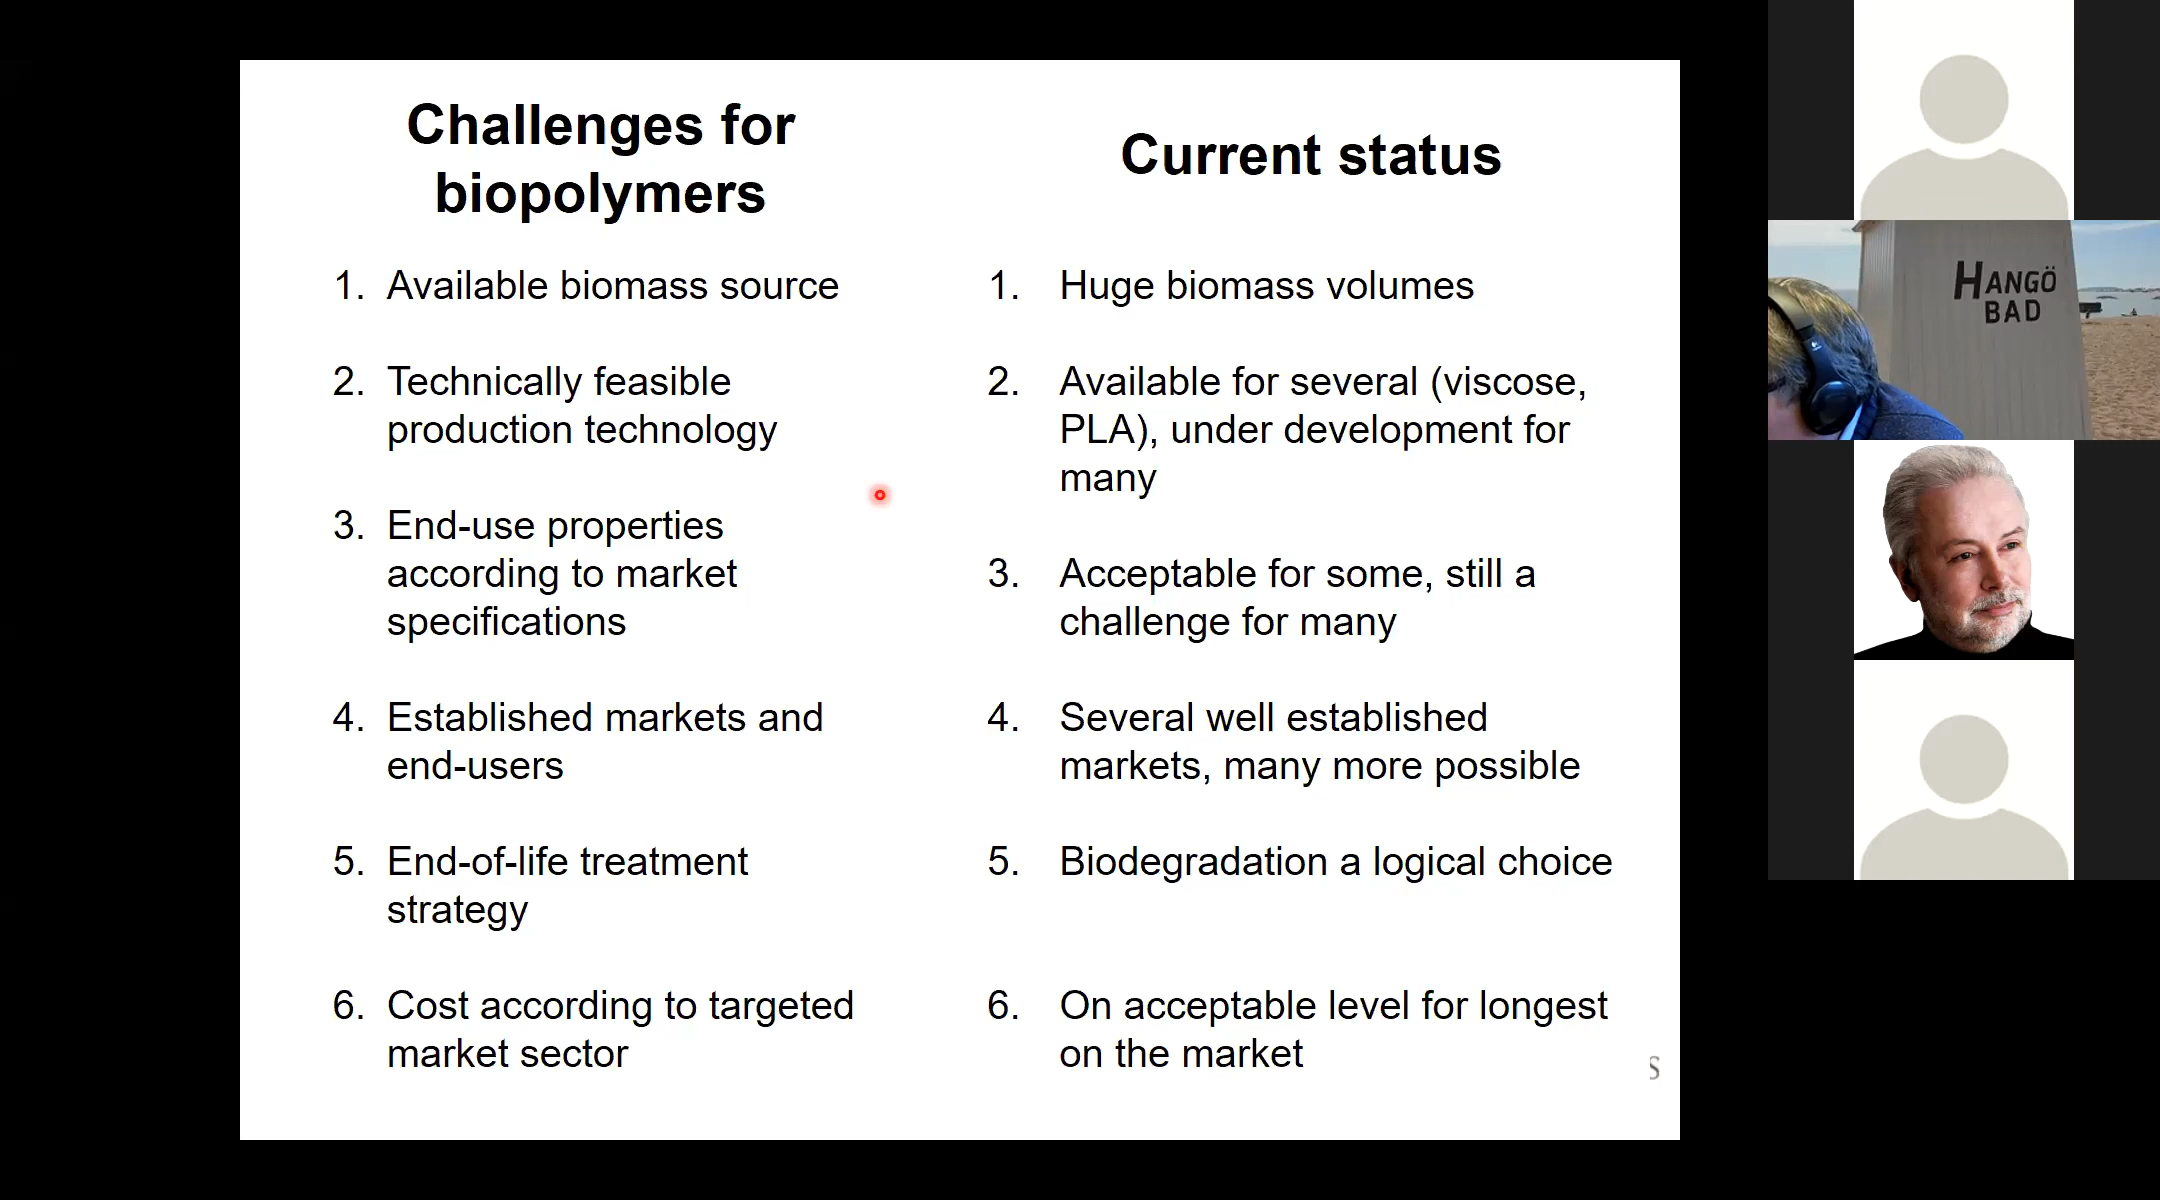 Challenges for
biopolymers
1. Available biomass source
2. Technically feasible
production technology
3. End-use properties
according to market
specifications
4. Established markets and
end-users
5. End-of-life treatment
strategy
6. Cost according to targeted
market sector
Current status
1. Huge biomass volumes
2. Available for several (viscose,
PLA), under development for
many
3. Acceptable for some, still a
challenge for many
4. Several well established
markets, many more possible
5. Biodegradation a logical choice
6. On acceptable level for longest
on the market
S
HANGÖ
BAD